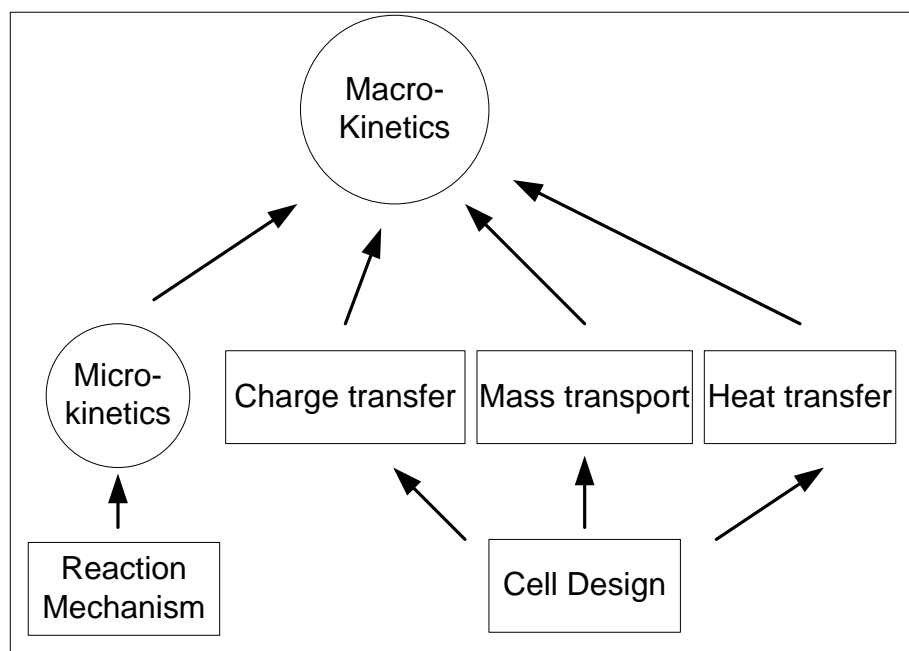 Macro-
Kinetics
Micro-
kinetics
Charge transfer
Mass transport
Heat transfer
Reaction
Mechanism
Cell Design